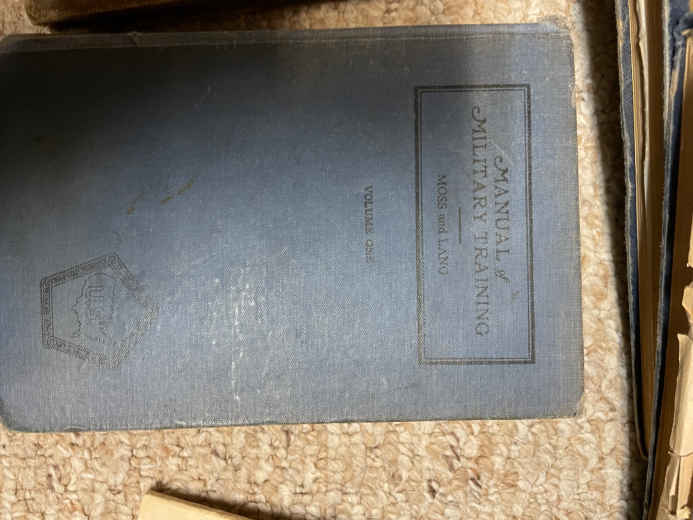 MANUAL of
MILITARY TRAINING
MOSS and LANG
VOLUME ONE